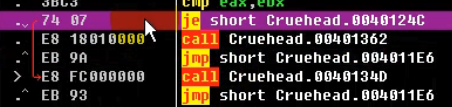 3BC3 cmp eax,ebx
74 07 je short Cruehead.0040124C
E8 18010000 call Cruehead.00401362
EB 9A jmp short Cruehead.004011E6
E8 FC000000 call Cruehead.0040134D
EB 93 jmp short Cruehead.004011E6